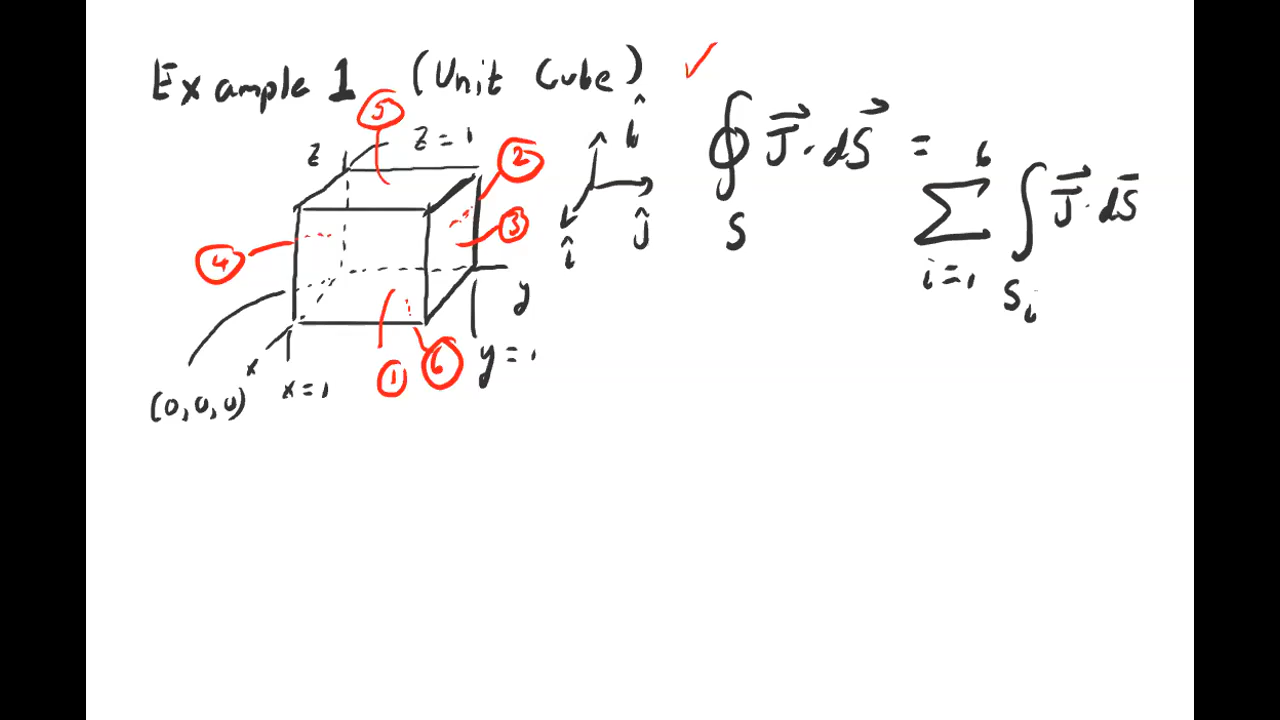 Example 1 (Unit Cube) ✓
∮_S J⃗ · dS⃗ = ∑_{i=1}^{6} ∫_{S_i} J⃗ · dS̄
5
z z = 1
2
k̂
3
ĵ
î
4
y
x
1
6
y = 1
x = 1
(0, 0, 0)